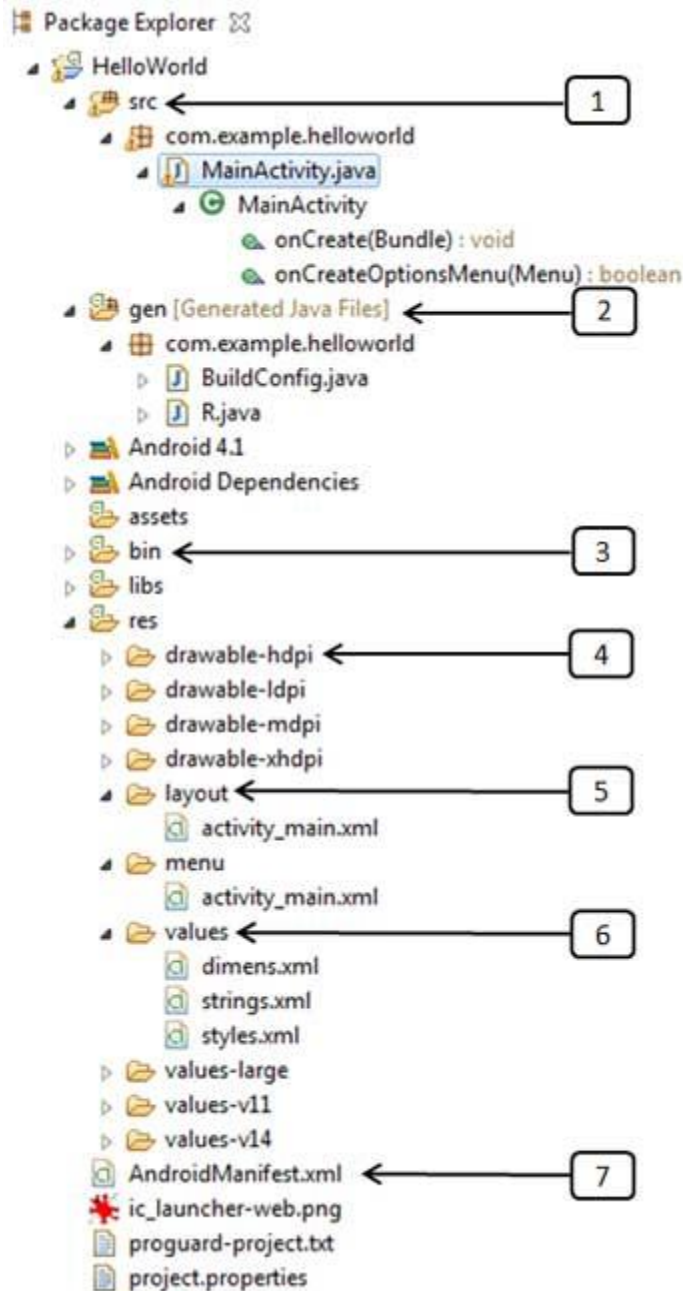 Package Explorer
HelloWorld
src 1
com.example.helloworld
MainActivity.java
MainActivity
onCreate(Bundle) : void
onCreateOptionsMenu(Menu) : boolean
gen [Generated Java Files] 2
com.example.helloworld
BuildConfig.java
R.java
Android 4.1
Android Dependencies
assets
bin 3
libs
res
drawable-hdpi 4
drawable-ldpi
drawable-mdpi
drawable-xhdpi
layout 5
activity_main.xml
menu
activity_main.xml
values 6
dimens.xml
strings.xml
styles.xml
values-large
values-v11
values-v14
AndroidManifest.xml 7
ic_launcher-web.png
proguard-project.txt
project.properties